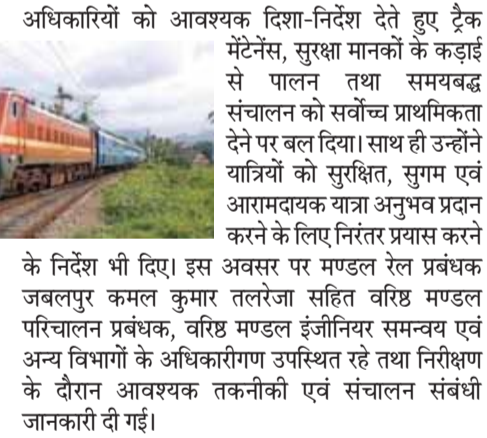 अधिकारियों को आवश्यक दिशा-निर्देश देते हुए ट्रैक
मेंटेनेंस, सुरक्षा मानकों के कड़ाई
से पालन तथा समयबद्ध
संचालन को सर्वोच्च प्राथमिकता
देने पर बल दिया। साथ ही उन्होंने
यात्रियों को सुरक्षित, सुगम एवं
आरामदायक यात्रा अनुभव प्रदान
करने के लिए निरंतर प्रयास करने
के निर्देश भी दिए। इस अवसर पर मण्डल रेल प्रबंधक
जबलपुर कमल कुमार तलरेजा सहित वरिष्ठ मण्डल
परिचालन प्रबंधक, वरिष्ठ मण्डल इंजीनियर समन्वय एवं
अन्य विभागों के अधिकारीगण उपस्थित रहे तथा निरीक्षण
के दौरान आवश्यक तकनीकी एवं संचालन संबंधी
जानकारी दी गई।